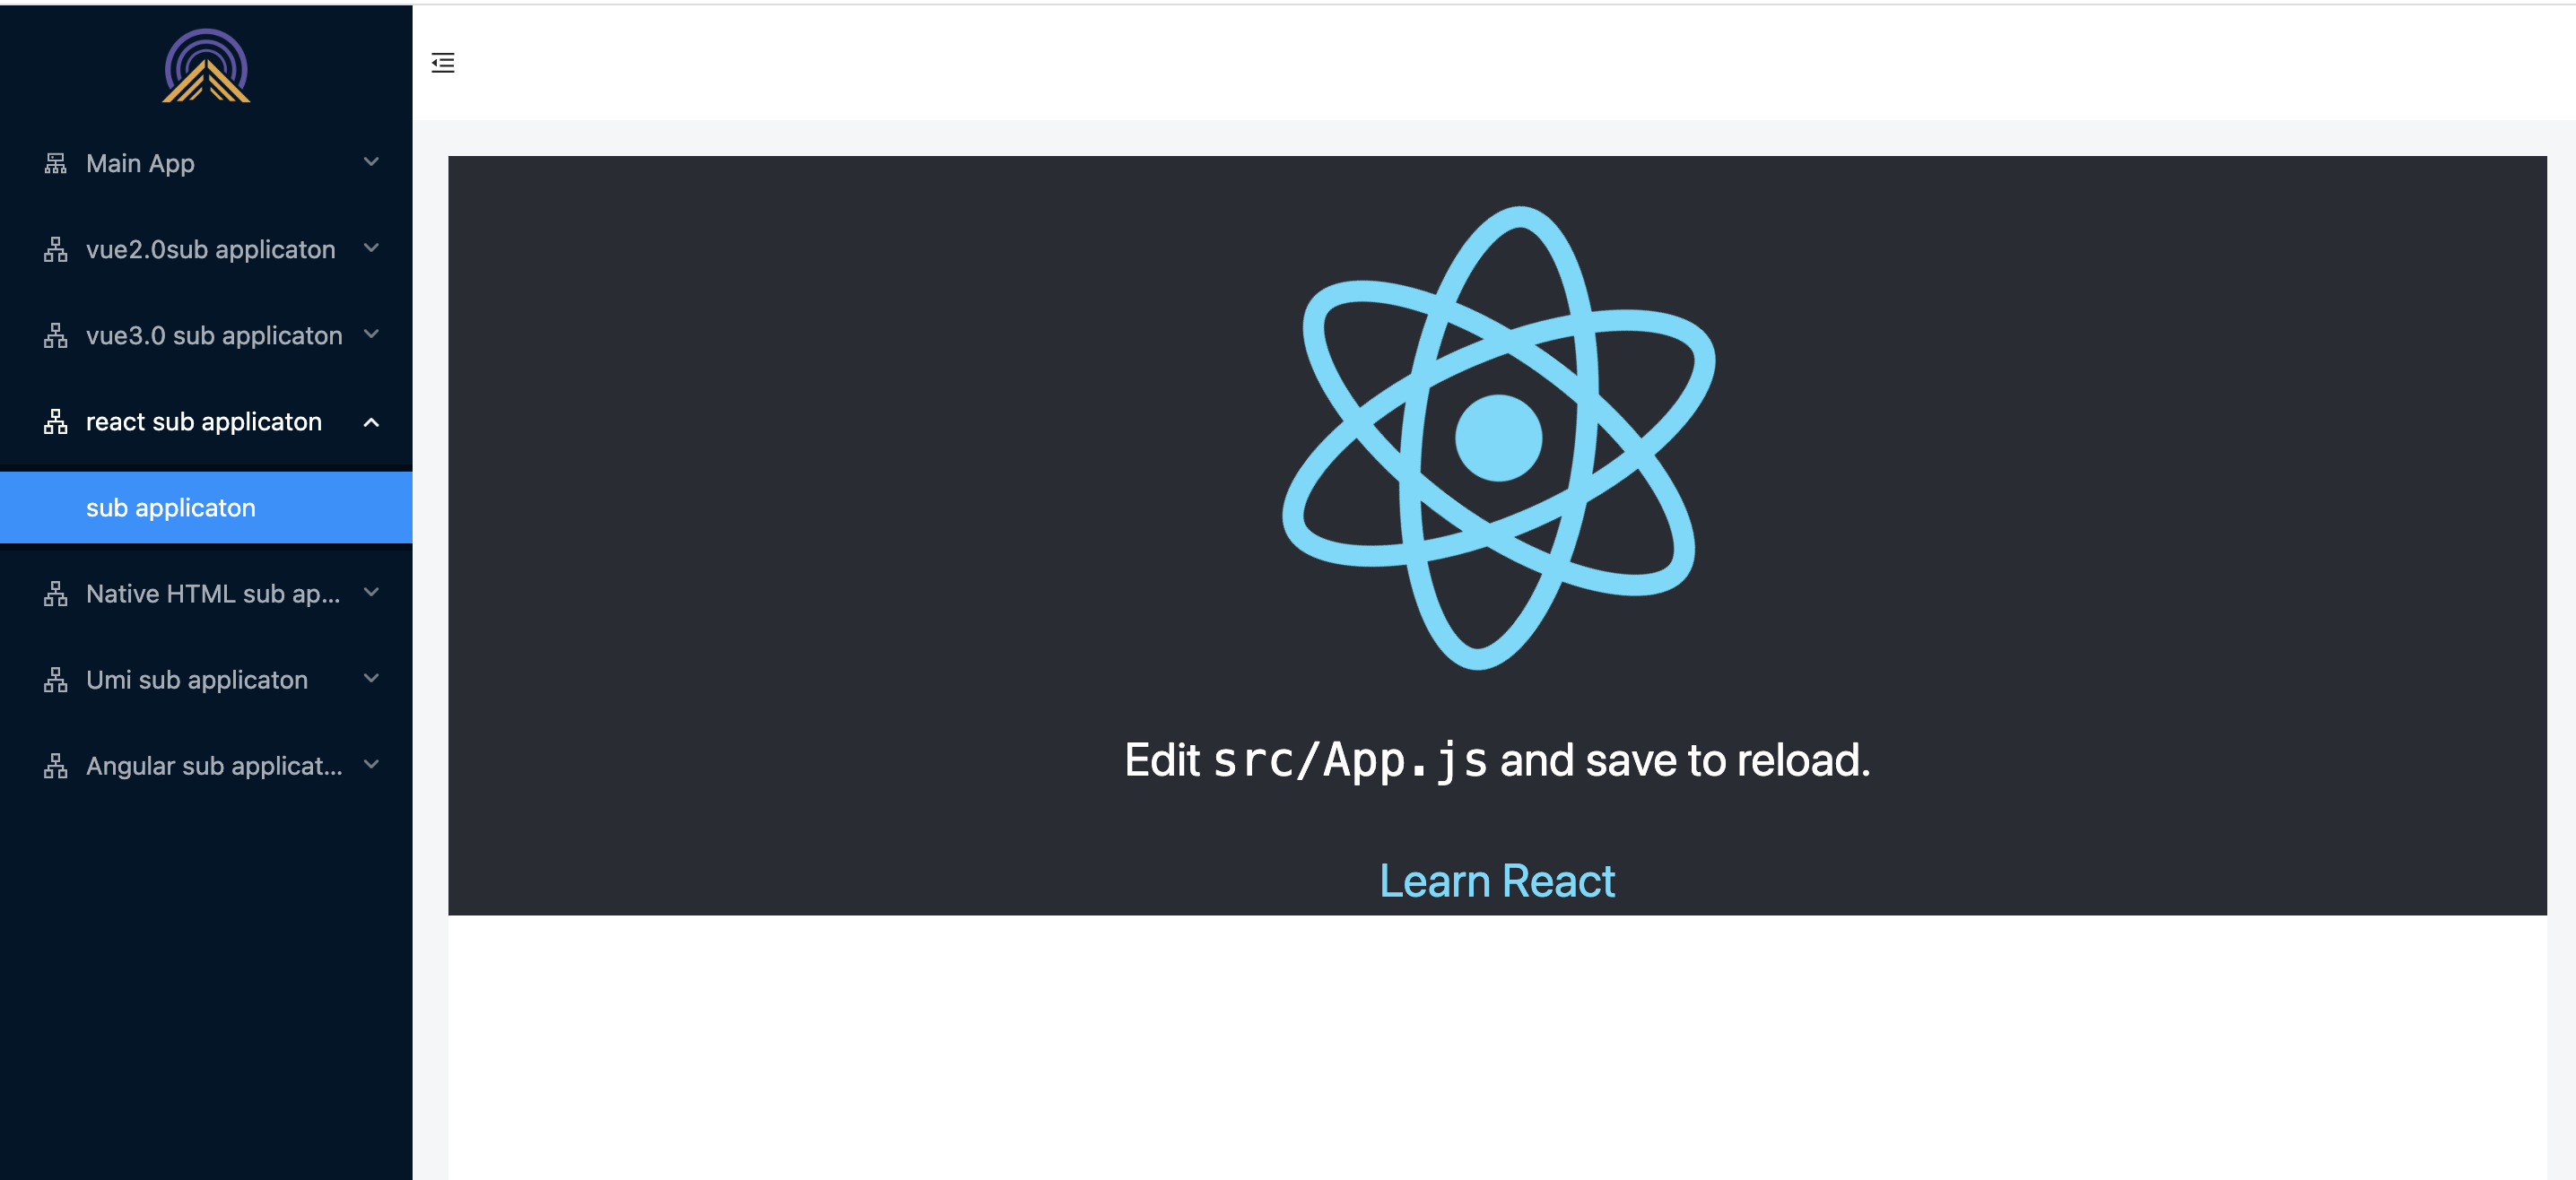 Main App
vue2.0sub applicaton
vue3.0 sub applicaton
react sub applicaton
sub applicaton
Native HTML sub ap...
Umi sub applicaton
Angular sub applicat...
Edit src/App.js and save to reload.
Learn React